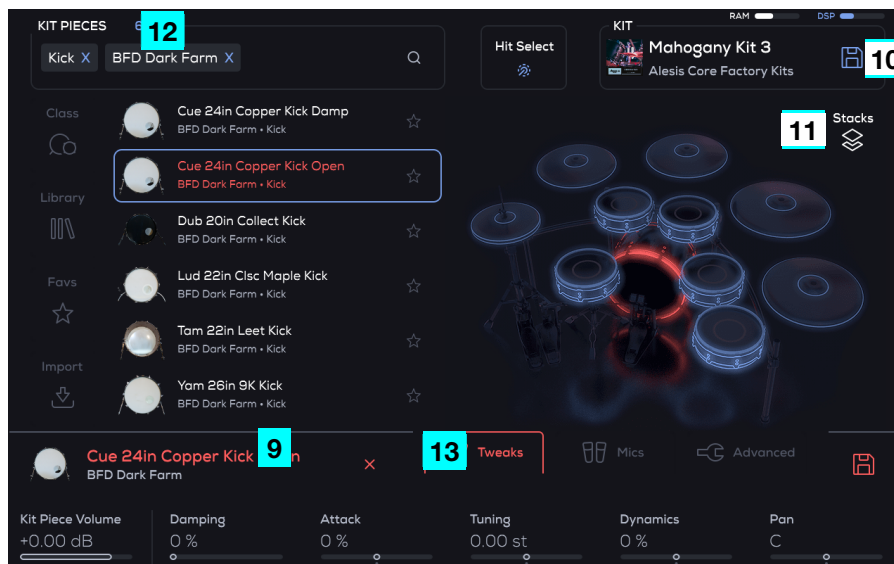 RAM DSP
KIT PIECES 12
Kick X BFD Dark Farm X
Hit Select
KIT
Mahogany Kit 3
Alesis Core Factory Kits
10
Class
Library
Favs
Import
Cue 24in Copper Kick Damp
BFD Dark Farm • Kick
Cue 24in Copper Kick Open
BFD Dark Farm • Kick
Dub 20in Collect Kick
BFD Dark Farm • Kick
Lud 22in Clsc Maple Kick
BFD Dark Farm • Kick
Tam 22in Leet Kick
BFD Dark Farm • Kick
Yam 26in 9K Kick
BFD Dark Farm • Kick
11
Stacks
Cue 24in Copper Kick 9 n
BFD Dark Farm
13 Tweaks Mics Advanced
Kit Piece Volume Damping Attack Tuning Dynamics Pan
+0.00 dB 0 % 0 % 0.00 st 0 % C